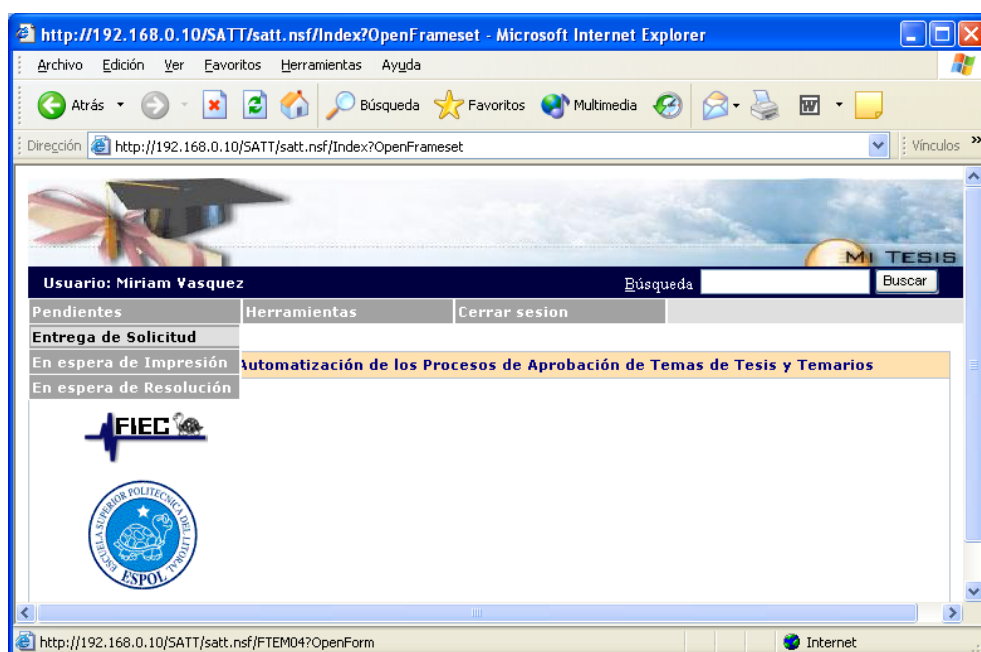 http://192.168.0.10/SATT/satt.nsf/Index?OpenFrameset - Microsoft Internet Explorer
Archivo Edición Ver Favoritos Herramientas Ayuda
Atrás Búsqueda Favoritos Multimedia
Dirección http://192.168.0.10/SATT/satt.nsf/Index?OpenFrameset Vínculos »
MI TESIS
Usuario: Miriam Vasquez Búsqueda Buscar
Pendientes Herramientas Cerrar sesion
Entrega de Solicitud
En espera de Impresión Automatización de los Procesos de Aprobación de Temas de Tesis y Temarios
En espera de Resolución
FIEC
ESCUELA SUPERIOR POLITECNICA DEL LITORAL
ESPOL
http://192.168.0.10/SATT/satt.nsf/FTEM04?OpenForm Internet